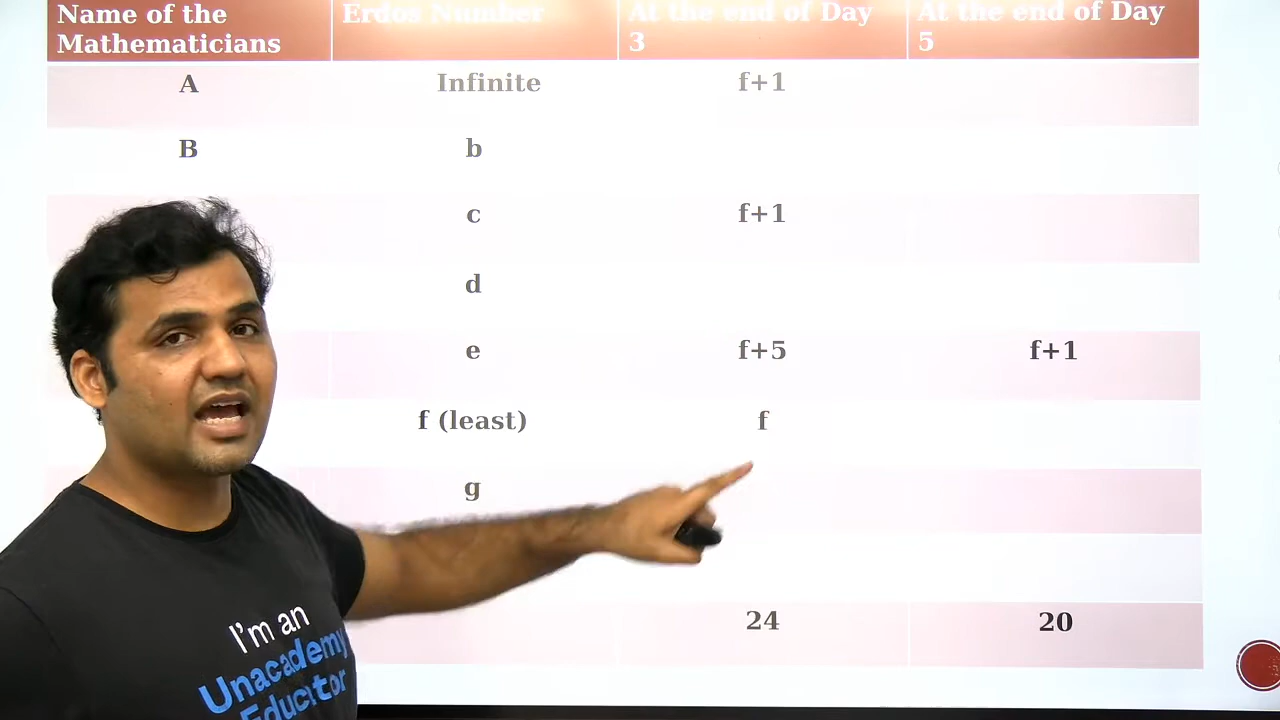 Name of the Mathematicians Erdos Number At the end of Day 3 At the end of Day 5
A Infinite f+1
B b
c f+1
d
e f+5 f+1
f (least) f
g
24 20
I'm an
Unacademy
Educator